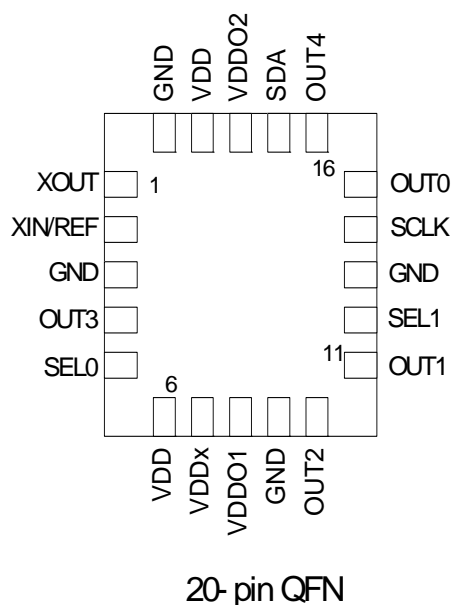 GND
VDD
VDDO2
SDA
OUT4
XOUT
1
16
OUT0
XIN/REF
SCLK
GND
GND
OUT3
SEL1
SEL0
6
11
OUT1
VDD
VDDx
VDDO1
GND
OUT2
20- pin QFN